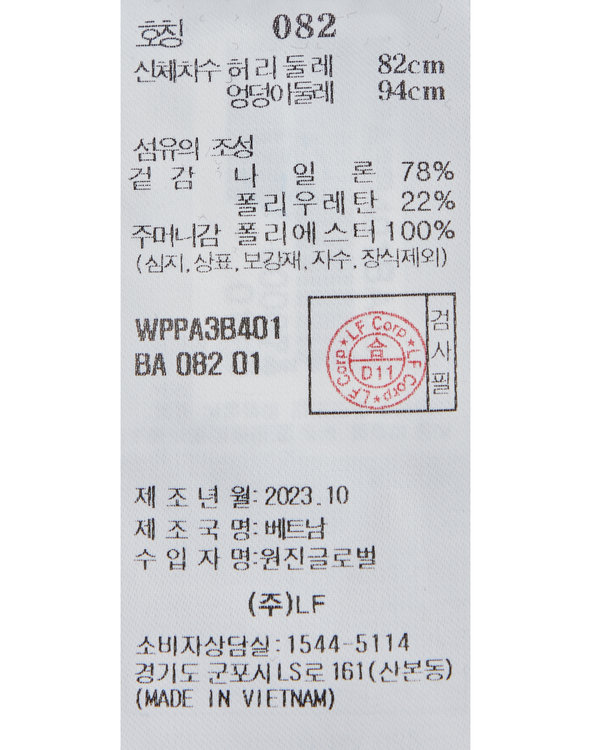 호칭 082
신체치수 허리둘레 82cm
엉덩이둘레 94cm
섬유의 조성
겉감 나일론 78%
폴리우레탄 22%
주머니감 폴리에스터 100%
(심지,상표,보강재,자수,장식제외)
WPPA3B401
BA 082 01
LF Corp★LF Corp★LF Corp★
合
D11
검사필
제조년월: 2023.10
제조국명: 베트남
수입자명:원진글로벌
(주)LF
소비자상담실:1544-5114
경기도 군포시 LS로 161(산본동)
(MADE IN VIETNAM)